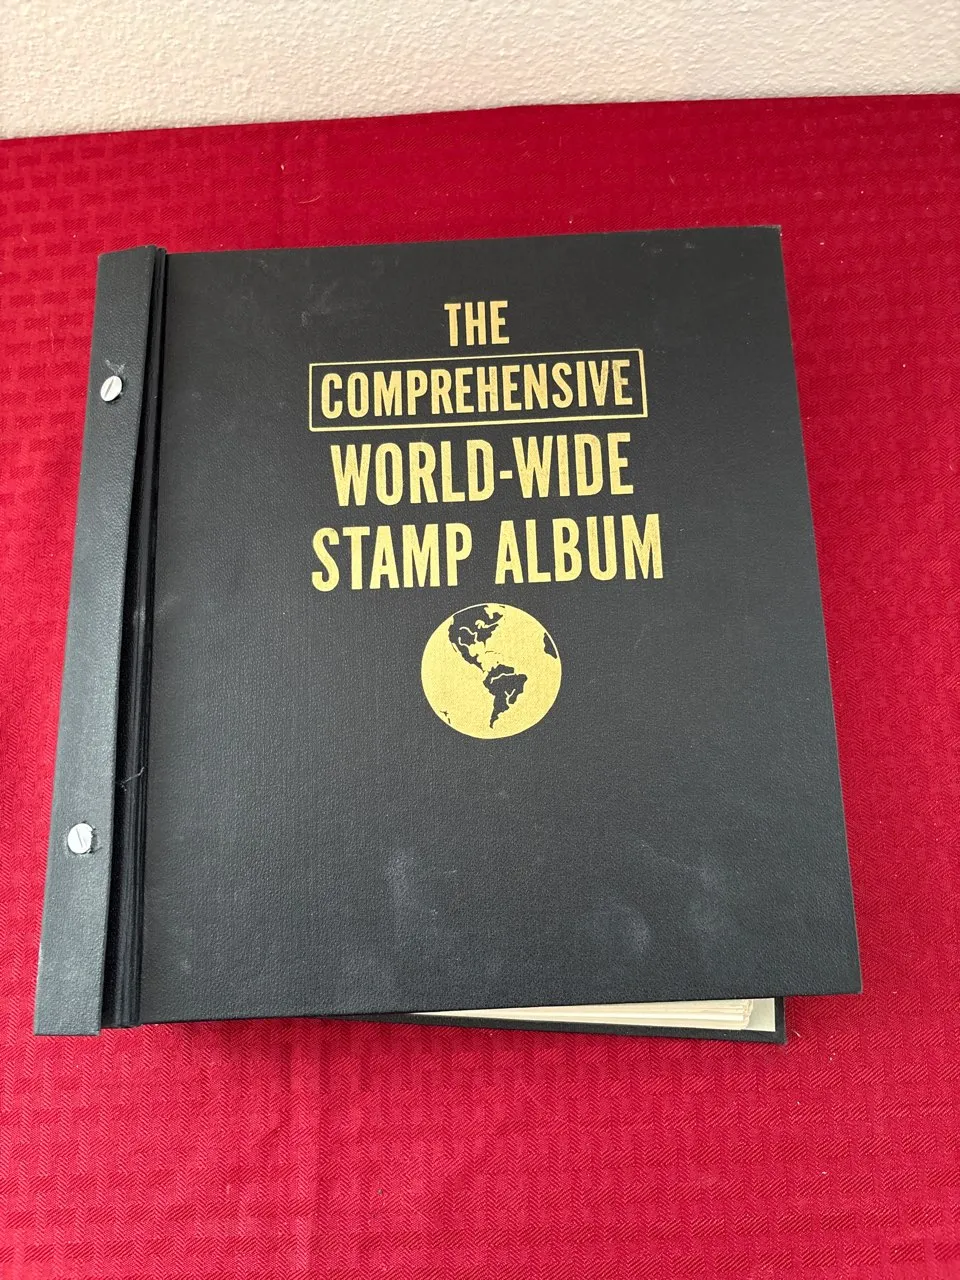 THE
COMPREHENSIVE
WORLD-WIDE
STAMP ALBUM